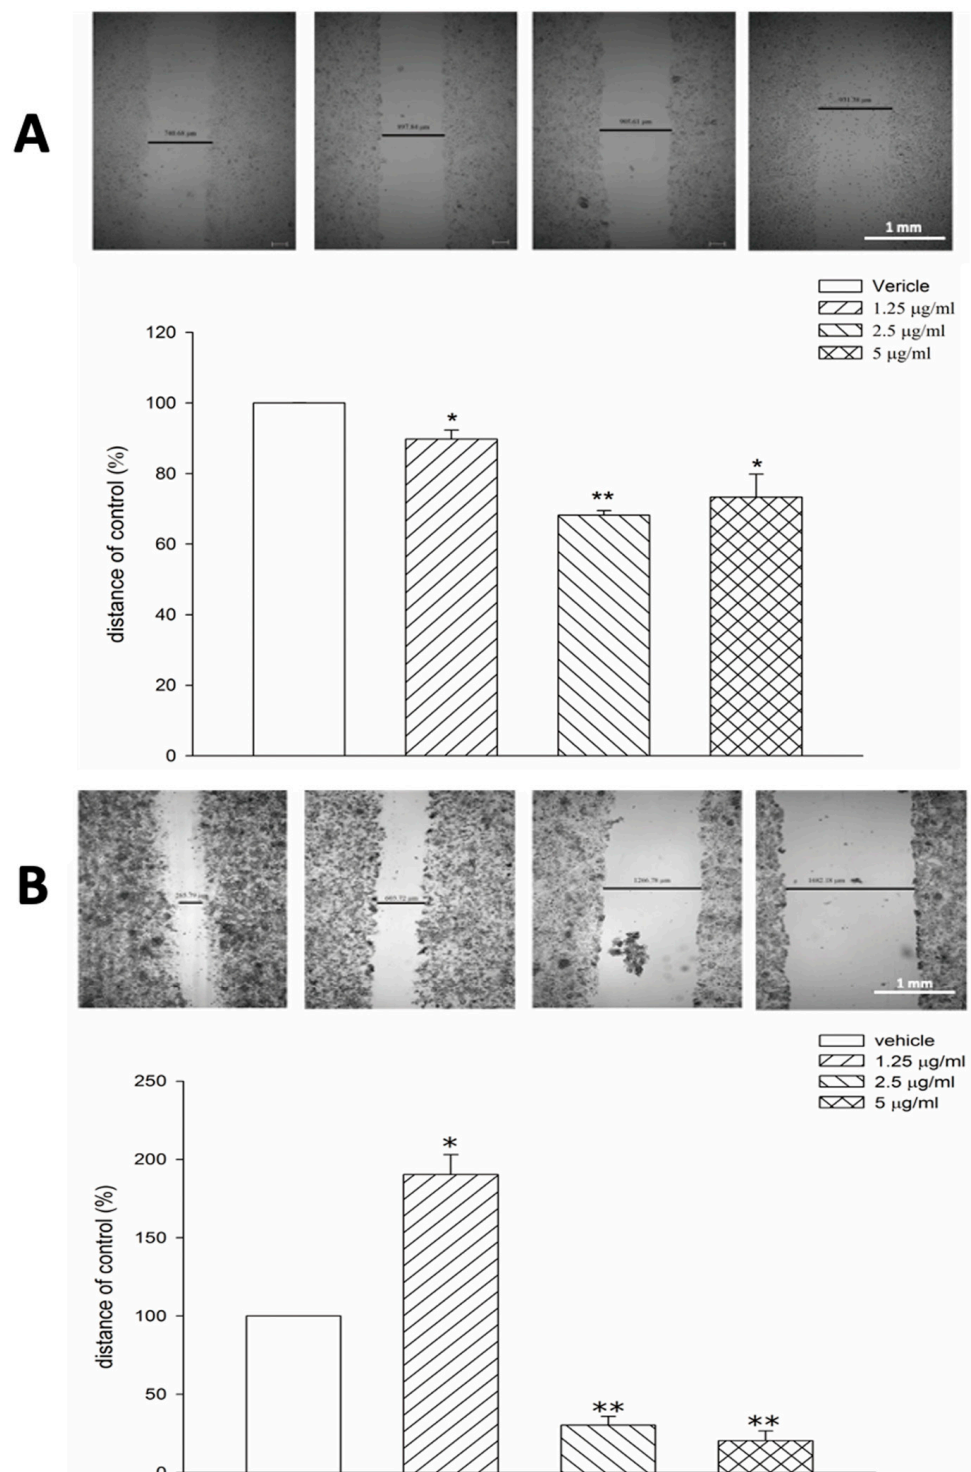 A
1 mm
Vericle
1.25 μg/ml
2.5 μg/ml
5 μg/ml
distance of control (%)
120
100
80
60
40
20
0
*
**
*
B
1 mm
vehicle
1.25 μg/ml
2.5 μg/ml
5 μg/ml
distance of control (%)
250
200
150
100
50
0
*
**
**